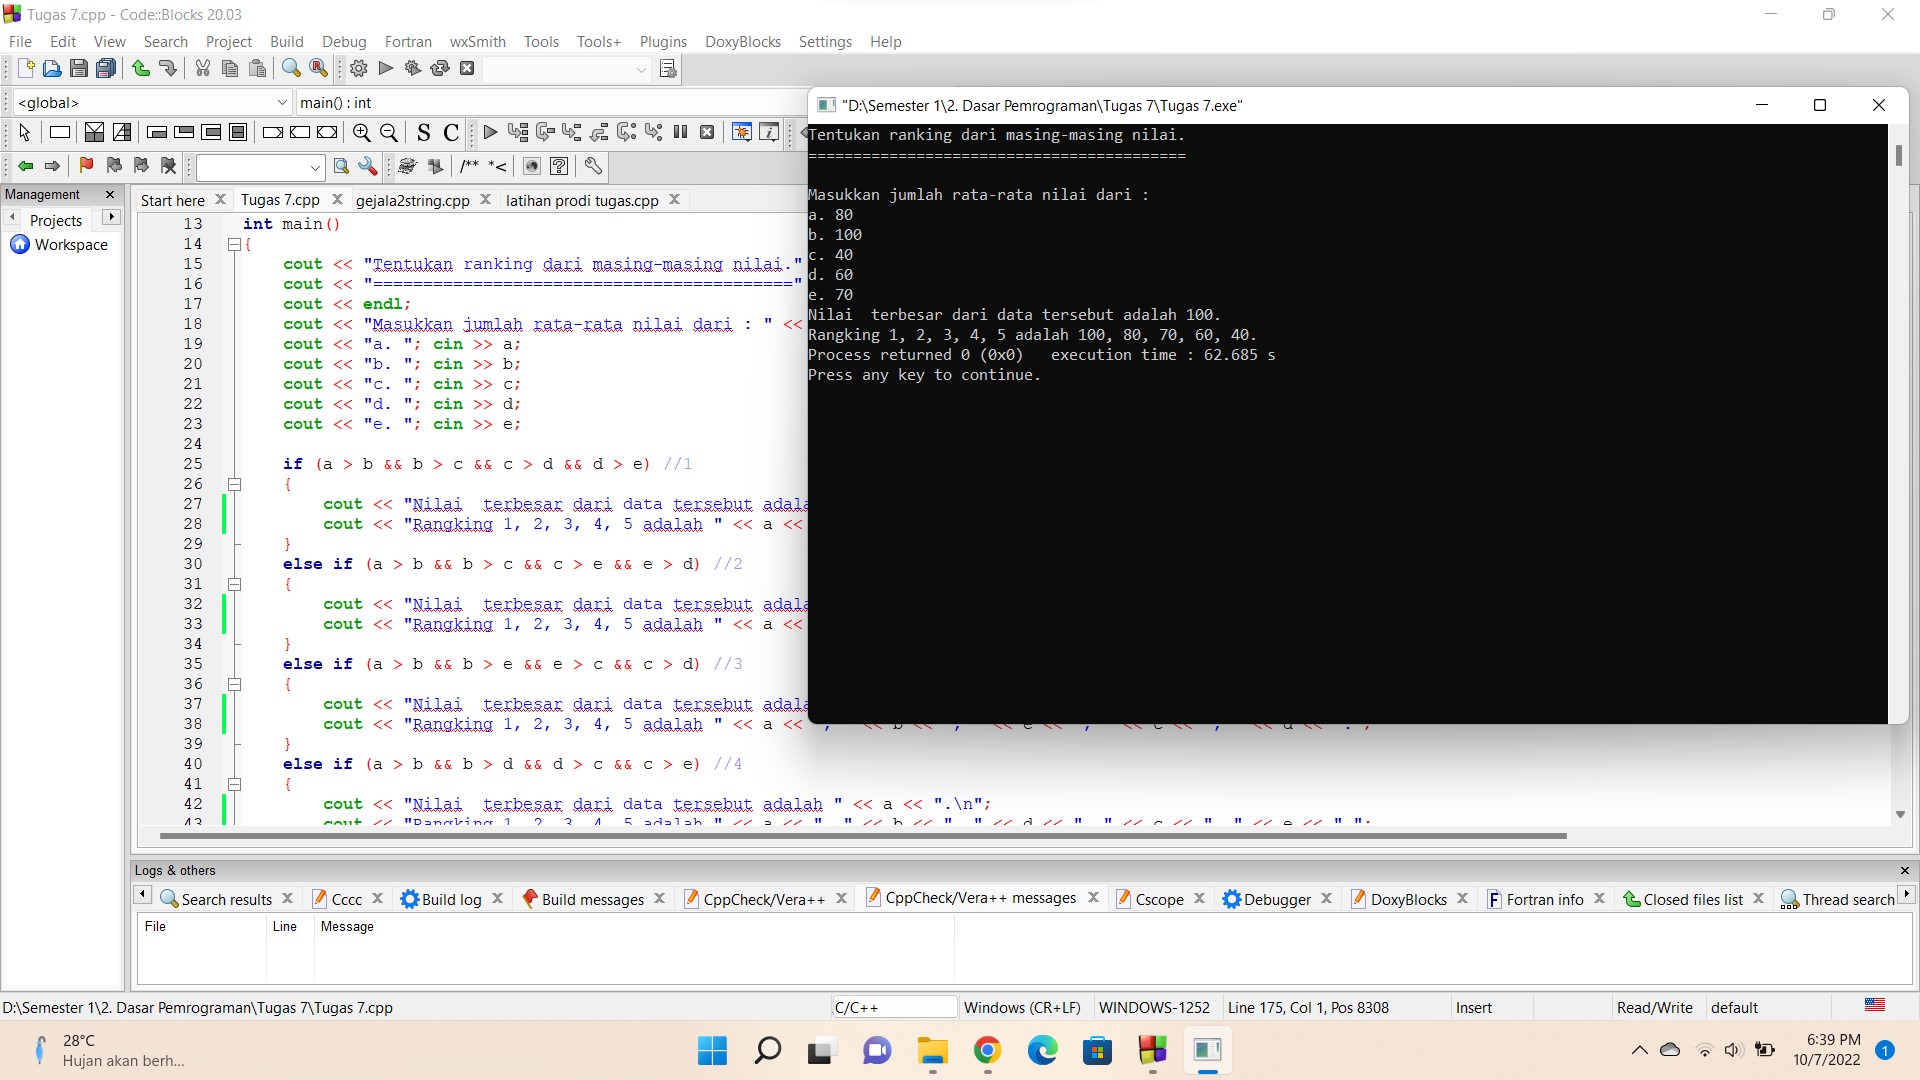 Tugas 7.cpp - Code::Blocks 20.03
File Edit View Search Project Build Debug Fortran wxSmith Tools Tools+ Plugins DoxyBlocks Settings Help
<global> main() : int
S C
/** *<
Management
Projects
Workspace
Start here Tugas 7.cpp gejala2string.cpp latihan prodi tugas.cpp
13 int main()
14 {
15 cout << "Tentukan ranking dari masing-masing nilai."
16 cout << "=========================================="
17 cout << endl;
18 cout << "Masukkan jumlah rata-rata nilai dari : " <<
19 cout << "a. "; cin >> a;
20 cout << "b. "; cin >> b;
21 cout << "c. "; cin >> c;
22 cout << "d. "; cin >> d;
23 cout << "e. "; cin >> e;
24
25 if (a > b && b > c && c > d && d > e) //1
26 {
27 cout << "Nilai  terbesar dari data tersebut adala
28 cout << "Rangking 1, 2, 3, 4, 5 adalah " << a <<
29 }
30 else if (a > b && b > c && c > e && e > d) //2
31 {
32 cout << "Nilai  terbesar dari data tersebut adala
33 cout << "Rangking 1, 2, 3, 4, 5 adalah " << a <<
34 }
35 else if (a > b && b > e && e > c && c > d) //3
36 {
37 cout << "Nilai  terbesar dari data tersebut adala
38 cout << "Rangking 1, 2, 3, 4, 5 adalah " << a <<
39 }
40 else if (a > b && b > d && d > c && c > e) //4
41 {
42 cout << "Nilai  terbesar dari data tersebut adalah " << a << ".\n";
43 cout << "Rangking 1, 2, 3, 4, 5 adalah " << a << ", " << b << ", " << d << ", " << c << ", " << e << ".";
"D:\Semester 1\2. Dasar Pemrograman\Tugas 7\Tugas 7.exe"
Tentukan ranking dari masing-masing nilai.
==========================================
Masukkan jumlah rata-rata nilai dari :
a. 80
b. 100
c. 40
d. 60
e. 70
Nilai  terbesar dari data tersebut adalah 100.
Rangking 1, 2, 3, 4, 5 adalah 100, 80, 70, 60, 40.
Process returned 0 (0x0)   execution time : 62.685 s
Press any key to continue.
Logs & others
Search results Cccc Build log Build messages CppCheck/Vera++ CppCheck/Vera++ messages Cscope Debugger DoxyBlocks Fortran info Closed files list Thread search
File Line Message
D:\Semester 1\2. Dasar Pemrograman\Tugas 7\Tugas 7.cpp C/C++ Windows (CR+LF) WINDOWS-1252 Line 175, Col 1, Pos 8308 Insert Read/Write default
28°C
Hujan akan berh...
6:39 PM
10/7/2022
1